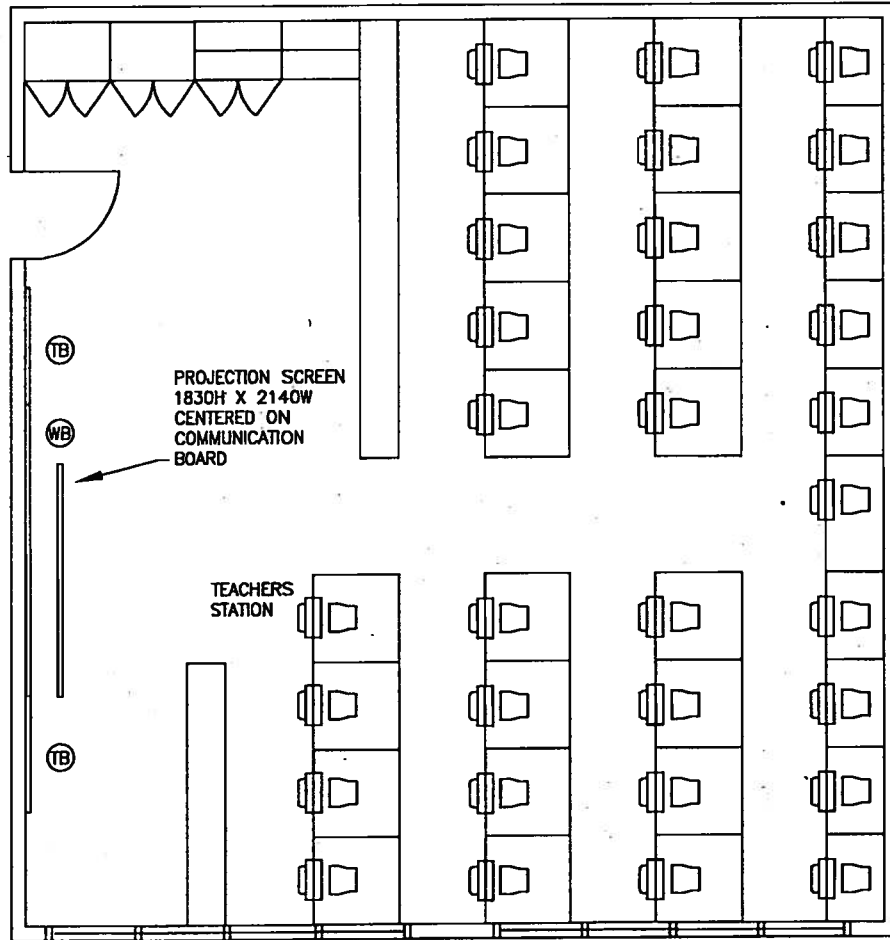 TB
WB
PROJECTION SCREEN
1830H X 2140W
CENTERED ON
COMMUNICATION
BOARD
TEACHERS
STATION
TB